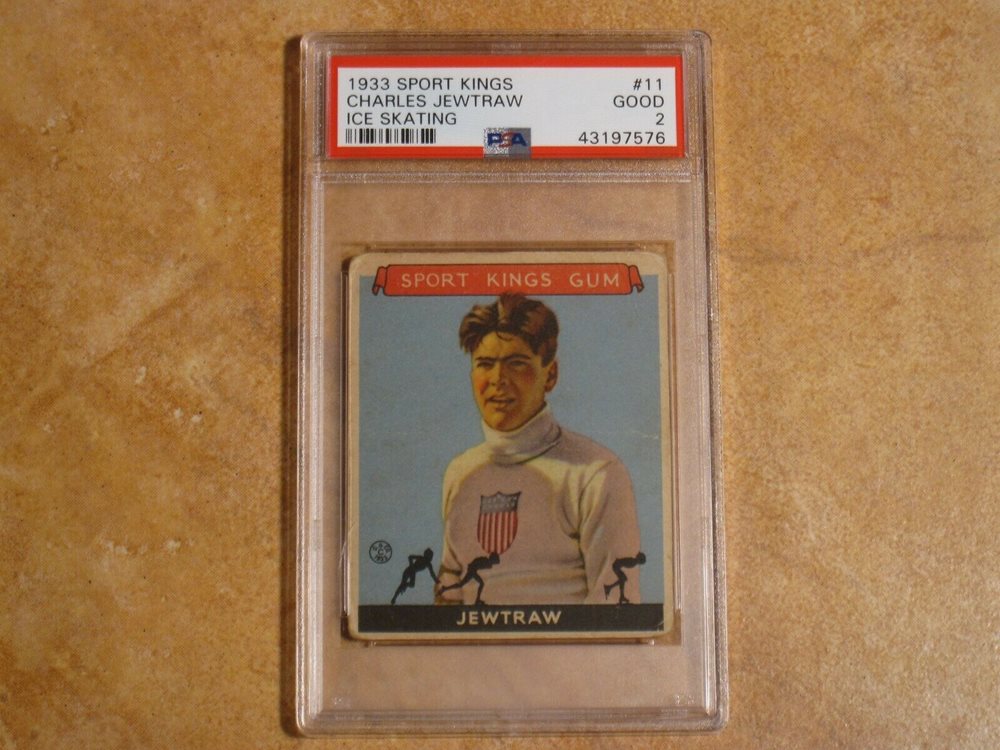 1933 SPORT KINGS #11
CHARLES JEWTRAW GOOD
ICE SKATING 2
PSA 43197576
SPORT KINGS GUM
JEWTRAW